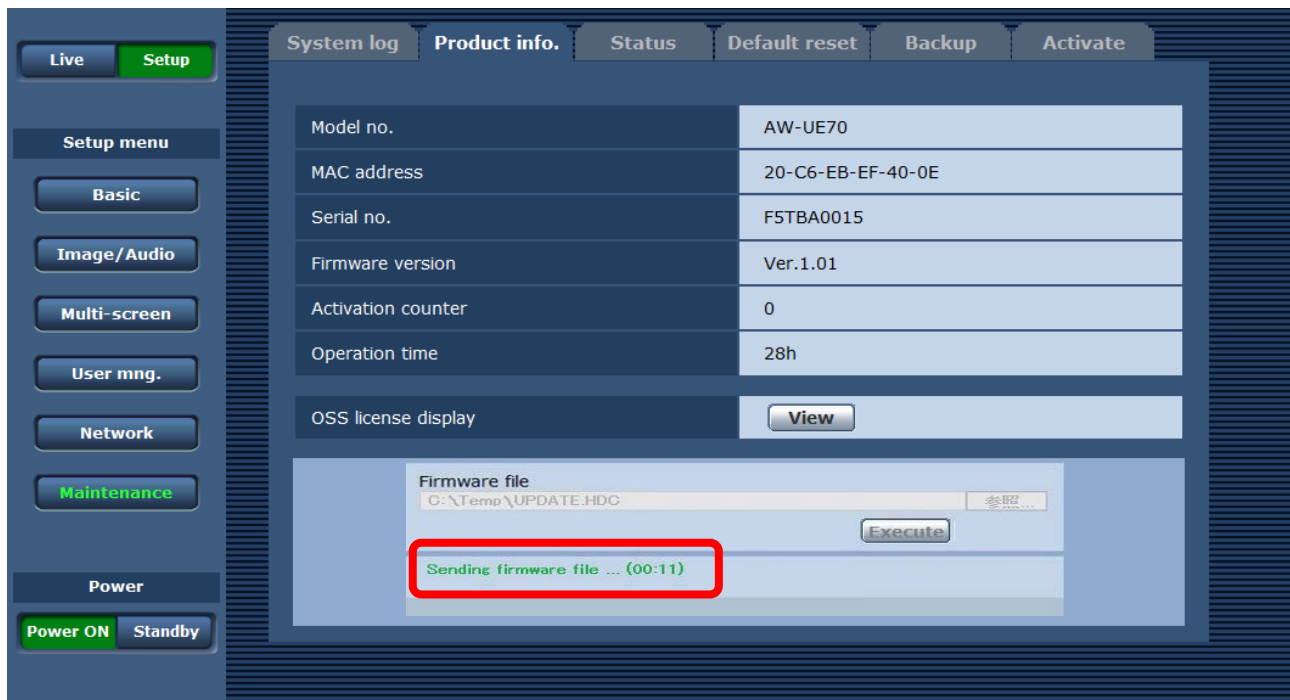 Live Setup
Setup menu
Basic
Image/Audio
Multi-screen
User mng.
Network
Maintenance
Power
Power ON Standby
System log Product info. Status Default reset Backup Activate
Model no. AW-UE70
MAC address 20-C6-EB-EF-40-0E
Serial no. F5TBA0015
Firmware version Ver.1.01
Activation counter 0
Operation time 28h
OSS license display View
Firmware file
C:\Temp\UPDATE.HDC 参照...
Execute
Sending firmware file ... (00:11)